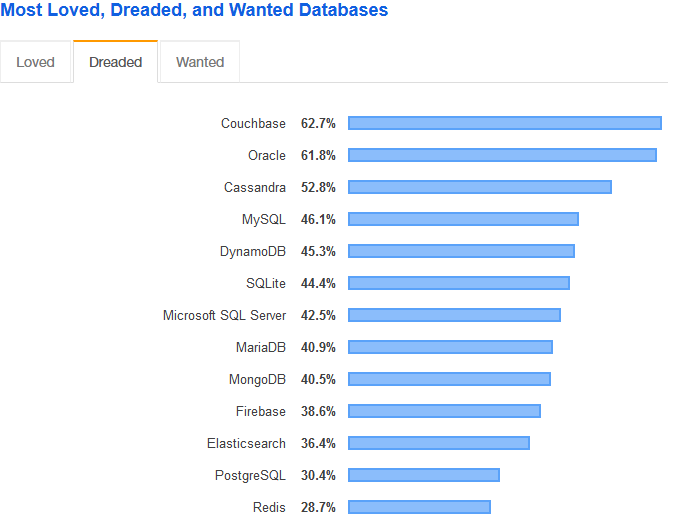 Most Loved, Dreaded, and Wanted Databases
Loved Dreaded Wanted
Couchbase 62.7%
Oracle 61.8%
Cassandra 52.8%
MySQL 46.1%
DynamoDB 45.3%
SQLite 44.4%
Microsoft SQL Server 42.5%
MariaDB 40.9%
MongoDB 40.5%
Firebase 38.6%
Elasticsearch 36.4%
PostgreSQL 30.4%
Redis 28.7%